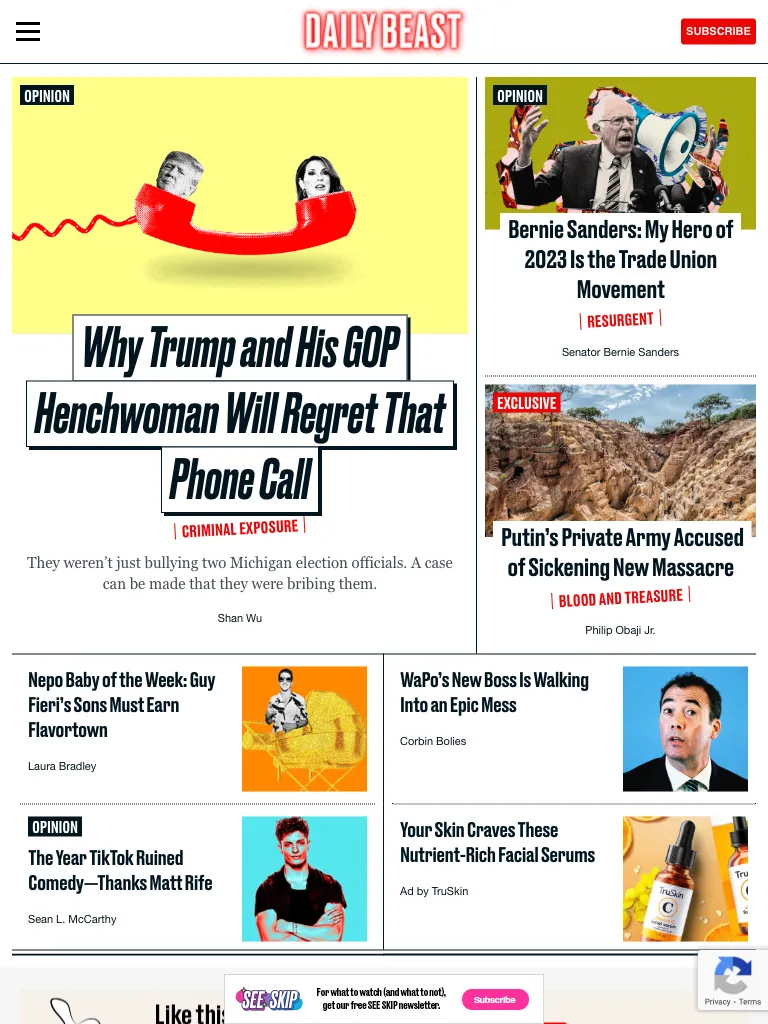 DAILY BEAST
SUBSCRIBE
OPINION
Why Trump and His GOP
Henchwoman Will Regret That
Phone Call
CRIMINAL EXPOSURE
They weren’t just bullying two Michigan election officials. A case
can be made that they were bribing them.
Shan Wu
OPINION
Bernie Sanders: My Hero of
2023 Is the Trade Union
Movement
RESURGENT
Senator Bernie Sanders
EXCLUSIVE
Putin’s Private Army Accused
of Sickening New Massacre
BLOOD AND TREASURE
Philip Obaji Jr.
Nepo Baby of the Week: Guy
Fieri’s Sons Must Earn
Flavortown
Laura Bradley
WaPo’s New Boss Is Walking
Into an Epic Mess
Corbin Bolies
OPINION
The Year TikTok Ruined
Comedy—Thanks Matt Rife
Sean L. McCarthy
Your Skin Craves These
Nutrient-Rich Facial Serums
Ad by TruSkin
TruSkin
C
Tru
Privacy - Terms
SEE SKIP
For what to watch (and what to not),
get our free SEE SKIP newsletter.
Subscribe
Like this